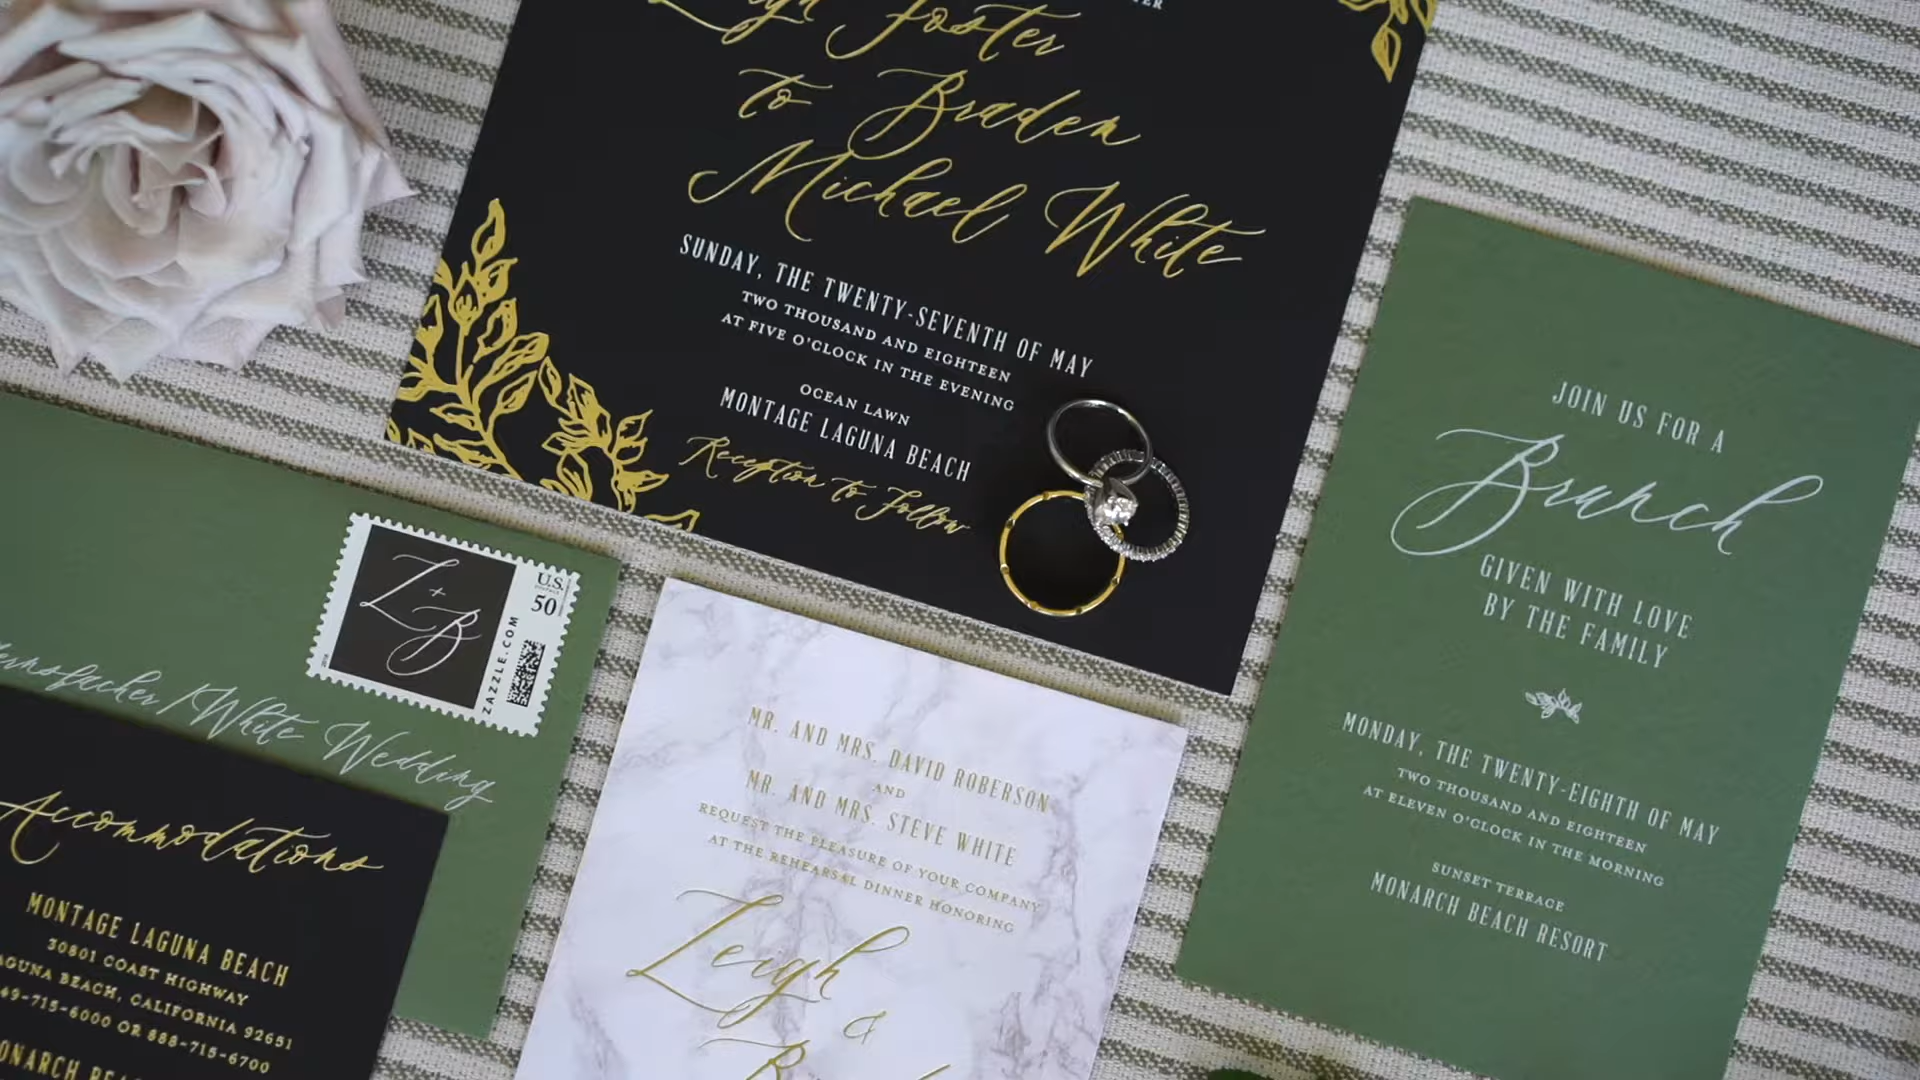 Foster
to Braden
Michael White
SUNDAY, THE TWENTY-SEVENTH OF MAY
TWO THOUSAND AND EIGHTEEN
AT FIVE O'CLOCK IN THE EVENING
OCEAN LAWN
MONTAGE LAGUNA BEACH
Reception to Follow
JOIN US FOR A
Brunch
GIVEN WITH LOVE
BY THE FAMILY
MONDAY, THE TWENTY-EIGHTH OF MAY
TWO THOUSAND AND EIGHTEEN
AT ELEVEN O'CLOCK IN THE MORNING
SUNSET TERRACE
MONARCH BEACH RESORT
L + B
U.S.
50
ZAZZLE.COM
/White Wedding
Accommodations
MONTAGE LAGUNA BEACH
30801 COAST HIGHWAY
BEACH, CALIFORNIA 92651
49-715-6000 OR 888-715-6700
MR. AND MRS. DAVID ROBERSON
AND
MR. AND MRS. STEVE WHITE
REQUEST THE PLEASURE OF YOUR COMPANY
AT THE REHEARSAL DINNER HONORING
Leigh
&